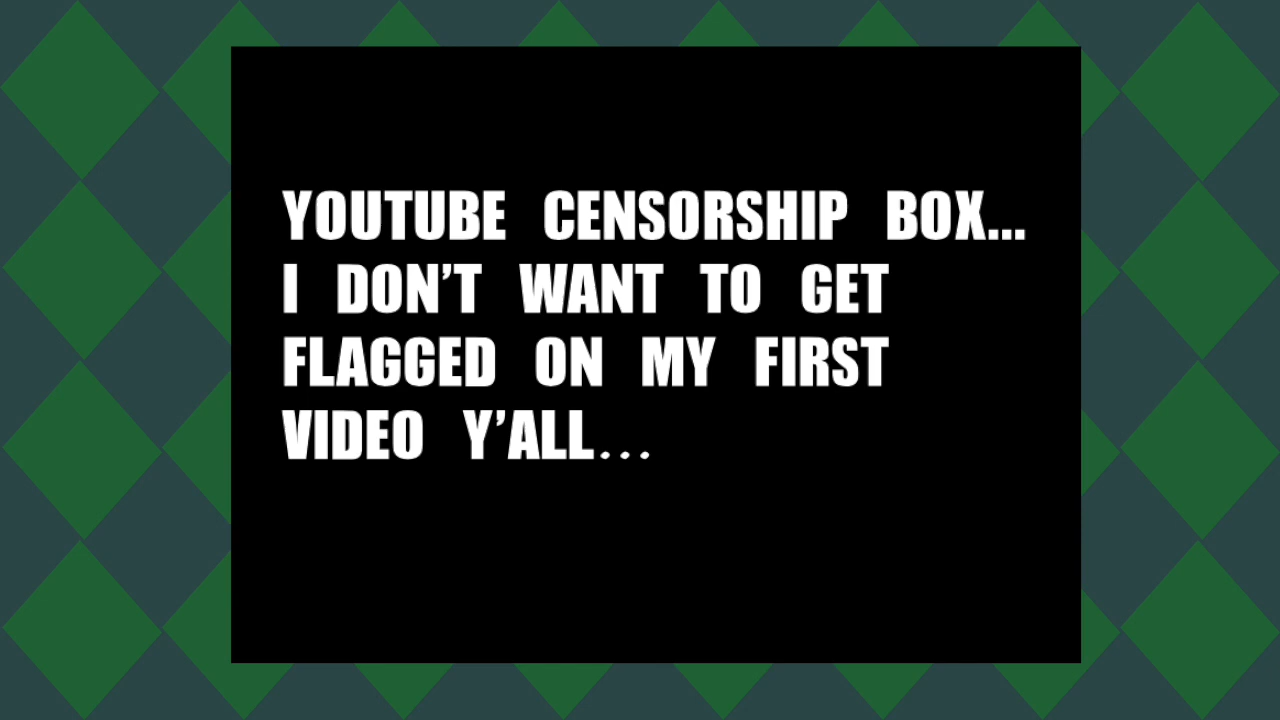 YOUTUBE CENSORSHIP BOX...
I DON'T WANT TO GET
FLAGGED ON MY FIRST
VIDEO Y'ALL...